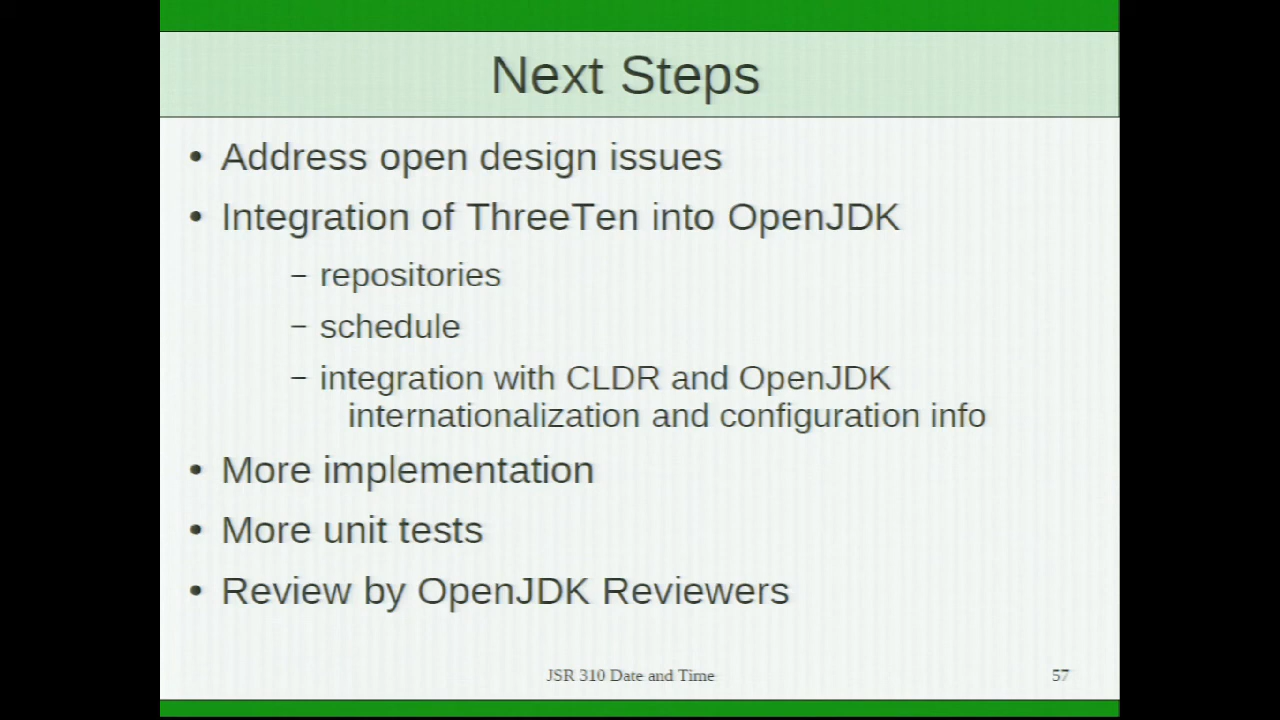 Next Steps
• Address open design issues
• Integration of ThreeTen into OpenJDK
– repositories
– schedule
– integration with CLDR and OpenJDK
internationalization and configuration info
• More implementation
• More unit tests
• Review by OpenJDK Reviewers
JSR 310 Date and Time
57